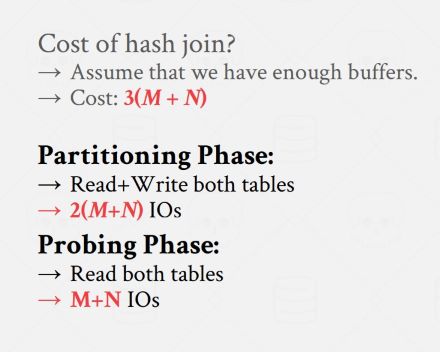 Cost of hash join?
→ Assume that we have enough buffers.
→ Cost: 3(M + N)
Partitioning Phase:
→ Read+Write both tables
→ 2(M+N) IOs
Probing Phase:
→ Read both tables
→ M+N IOs